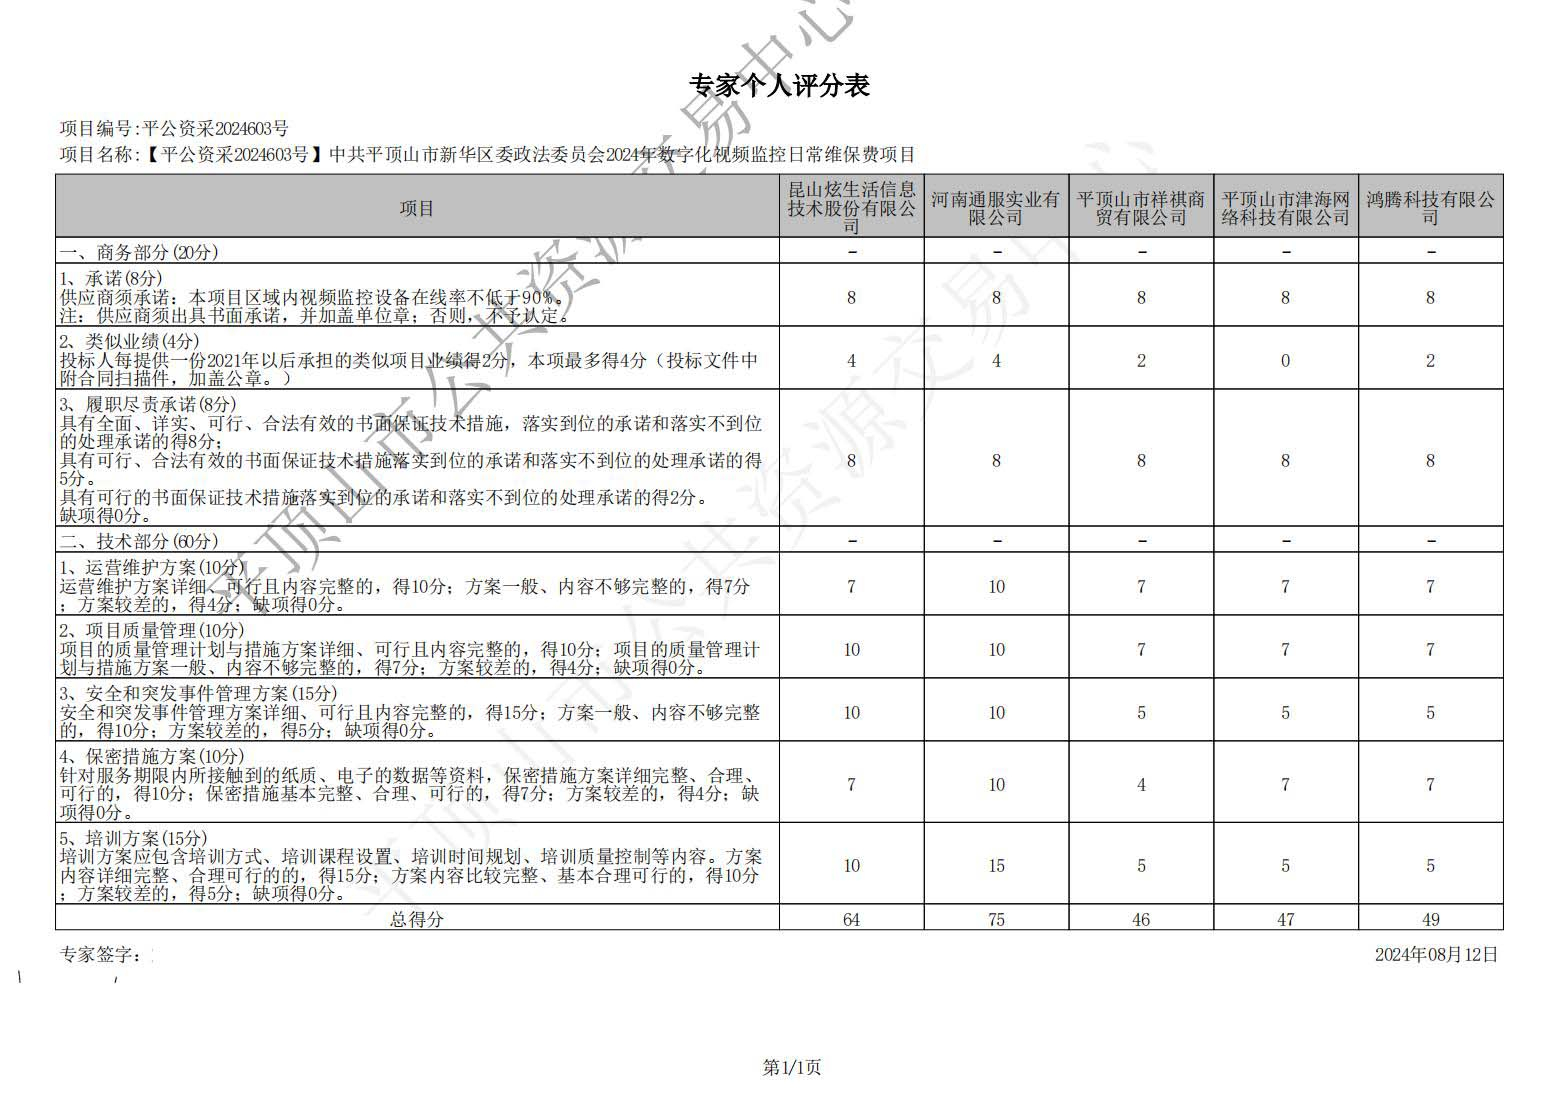 专家个人评分表
项目编号:平公资采2024603号
项目名称:【平公资采2024603号】中共平顶山市新华区委政法委员会2024年数字化视频监控日常维保费项目
项目
昆山炫生活信息
技术股份有限公
司
河南通服实业有
限公司
平顶山市祥祺商
贸有限公司
平顶山市津海网
络科技有限公司
鸿腾科技有限公
司
一、商务部分(20分)
- - - - -
1、承诺(8分)
供应商须承诺：本项目区域内视频监控设备在线率不低于90%。
注：供应商须出具书面承诺，并加盖单位章；否则，不予认定。
8 8 8 8 8
2、类似业绩(4分)
投标人每提供一份2021年以后承担的类似项目业绩得2分，本项最多得4分（投标文件中
附合同扫描件，加盖公章。）
4 4 2 0 2
3、履职尽责承诺(8分)
具有全面、详实、可行、合法有效的书面保证技术措施，落实到位的承诺和落实不到位
的处理承诺的得8分；
具有可行、合法有效的书面保证技术措施落实到位的承诺和落实不到位的处理承诺的得
5分。
具有可行的书面保证技术措施落实到位的承诺和落实不到位的处理承诺的得2分。
缺项得0分。
8 8 8 8 8
二、技术部分(60分)
- - - - -
1、运营维护方案(10分)
运营维护方案详细、可行且内容完整的，得10分；方案一般、内容不够完整的，得7分
；方案较差的，得4分；缺项得0分。
7 10 7 7 7
2、项目质量管理(10分)
项目的质量管理计划与措施方案详细、可行且内容完整的，得10分；项目的质量管理计
划与措施方案一般、内容不够完整的，得7分；方案较差的，得4分；缺项得0分。
10 10 7 7 7
3、安全和突发事件管理方案(15分)
安全和突发事件管理方案详细、可行且内容完整的，得15分；方案一般、内容不够完整
的，得10分；方案较差的，得5分；缺项得0分。
10 10 5 5 5
4、保密措施方案(10分)
针对服务期限内所接触到的纸质、电子的数据等资料，保密措施方案详细完整、合理、
可行的，得10分；保密措施基本完整、合理、可行的，得7分；方案较差的，得4分；缺
项得0分。
7 10 4 7 7
5、培训方案(15分)
培训方案应包含培训方式、培训课程设置、培训时间规划、培训质量控制等内容。方案
内容详细完整、合理可行的的，得15分；方案内容比较完整、基本合理可行的，得10分
；方案较差的，得5分；缺项得0分。
10 15 5 5 5
总得分 64 75 46 47 49
专家签字：
2024年08月12日
第1/1页
平顶山市公共资源交易中心
平顶山市公共资源交易中心